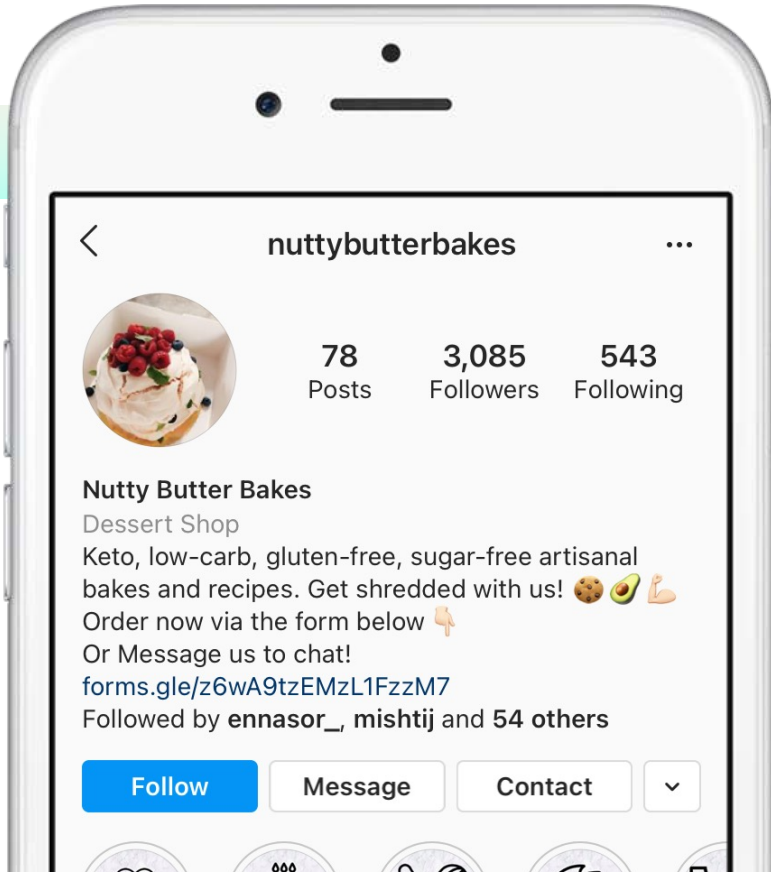 nuttybutterbakes
78 3,085 543
Posts Followers Following
Nutty Butter Bakes
Dessert Shop
Keto, low-carb, gluten-free, sugar-free artisanal
bakes and recipes. Get shredded with us! 🍪🥑💪🏻
Order now via the form below 👇🏻
Or Message us to chat!
forms.gle/z6wA9tzEMzL1FzzM7
Followed by ennasor_, mishtij and 54 others
Follow Message Contact